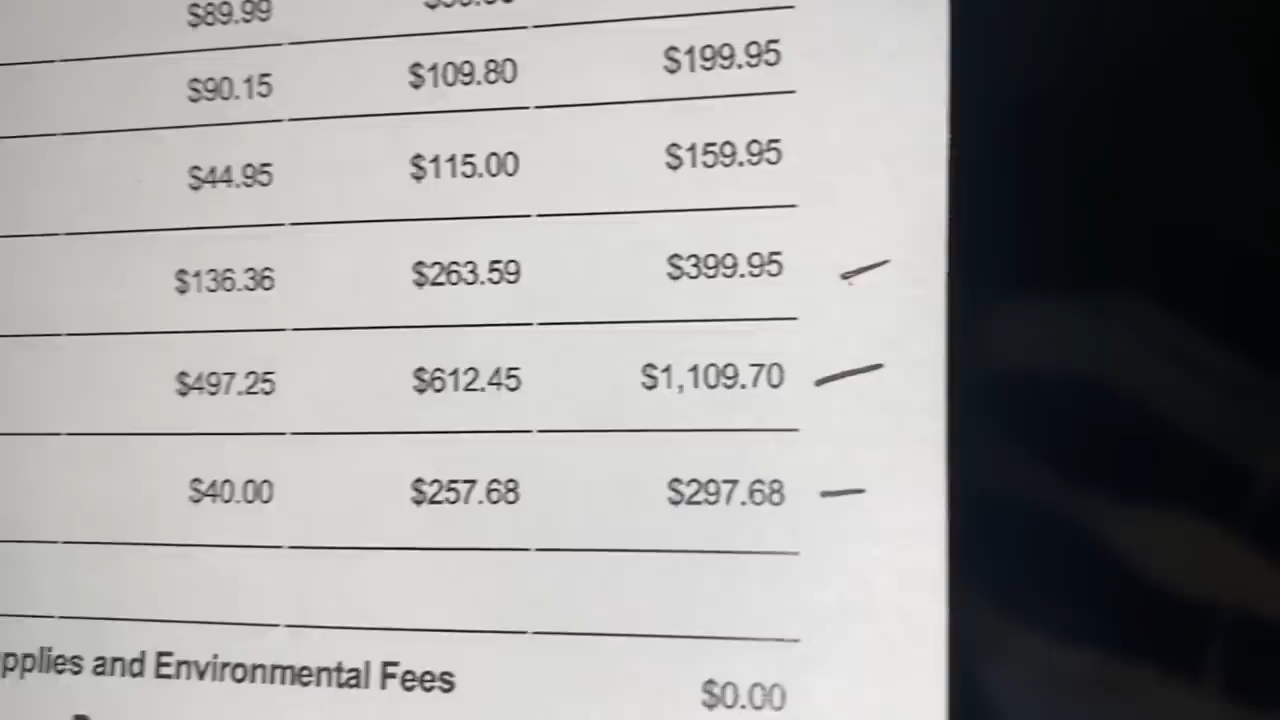 $89.99
$90.15 $109.80 $199.95
$44.95 $115.00 $159.95
$136.36 $263.59 $399.95
$497.25 $612.45 $1,109.70
$40.00 $257.68 $297.68
pplies and Environmental Fees $0.00